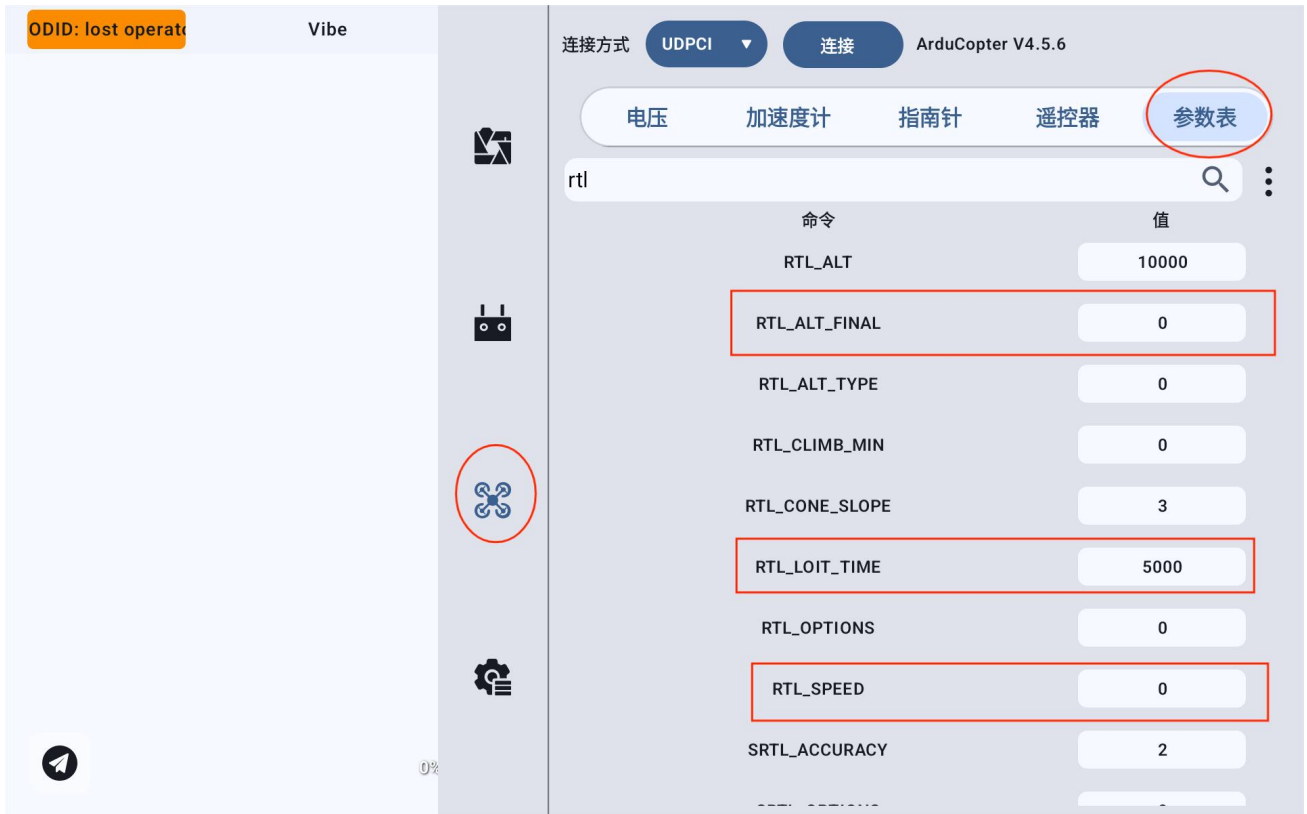 ODID: lost operat
Vibe
连接方式 UDPCI 连接 ArduCopter V4.5.6
电压 加速度计 指南针 遥控器 参数表
rtl
命令 值
RTL_ALT 10000
RTL_ALT_FINAL 0
RTL_ALT_TYPE 0
RTL_CLIMB_MIN 0
RTL_CONE_SLOPE 3
RTL_LOIT_TIME 5000
RTL_OPTIONS 0
RTL_SPEED 0
SRTL_ACCURACY 2
0%